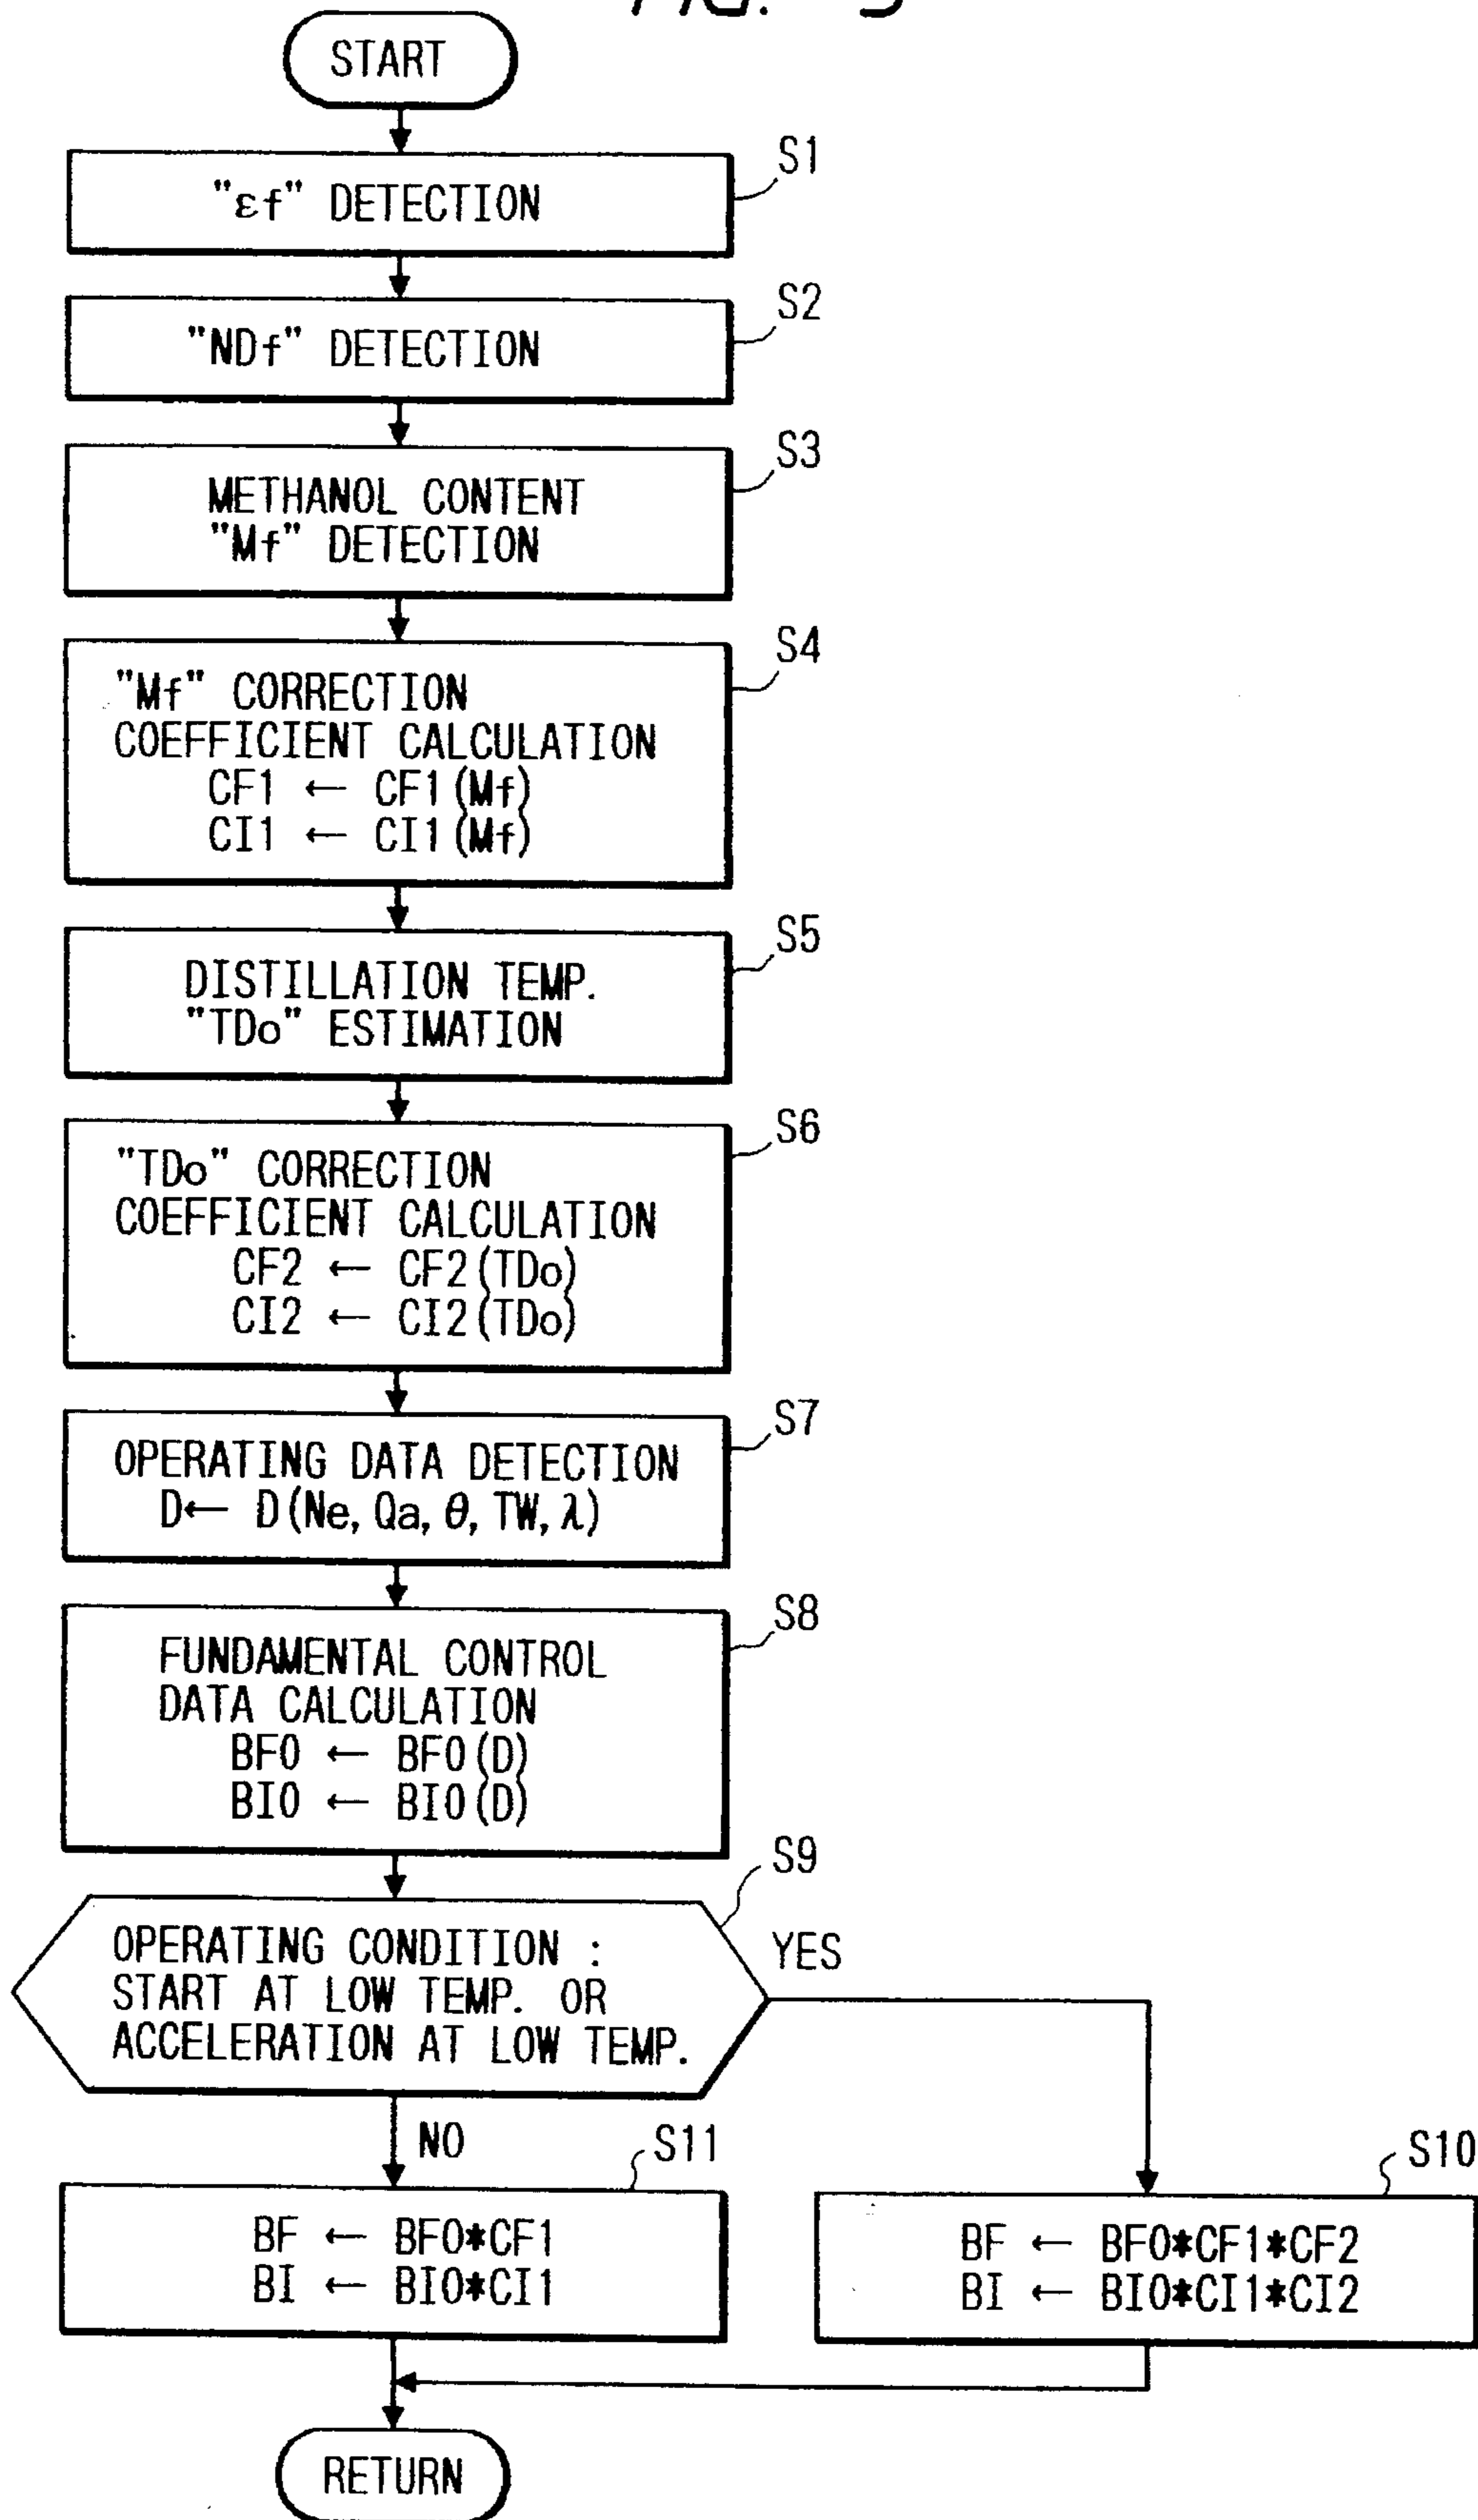 START
S1
"εf" DETECTION
S2
"NDf" DETECTION
S3
METHANOL CONTENT
"Mf" DETECTION
S4
"Mf" CORRECTION
COEFFICIENT CALCULATION
CF1 ← CF1(Mf)
CI1 ← CI1(Mf)
S5
DISTILLATION TEMP.
"TDo" ESTIMATION
S6
"TDo" CORRECTION
COEFFICIENT CALCULATION
CF2 ← CF2(TDo)
CI2 ← CI2(TDo)
S7
OPERATING DATA DETECTION
D← D(Ne, Qa, θ, TW, λ)
S8
FUNDAMENTAL CONTROL
DATA CALCULATION
BF0 ← BF0(D)
BI0 ← BI0(D)
S9
OPERATING CONDITION :
START AT LOW TEMP. OR
ACCELERATION AT LOW TEMP.
YES
NO
S11
BF ← BF0*CF1
BI ← BI0*CI1
S10
BF ← BF0*CF1*CF2
BI ← BI0*CI1*CI2
RETURN